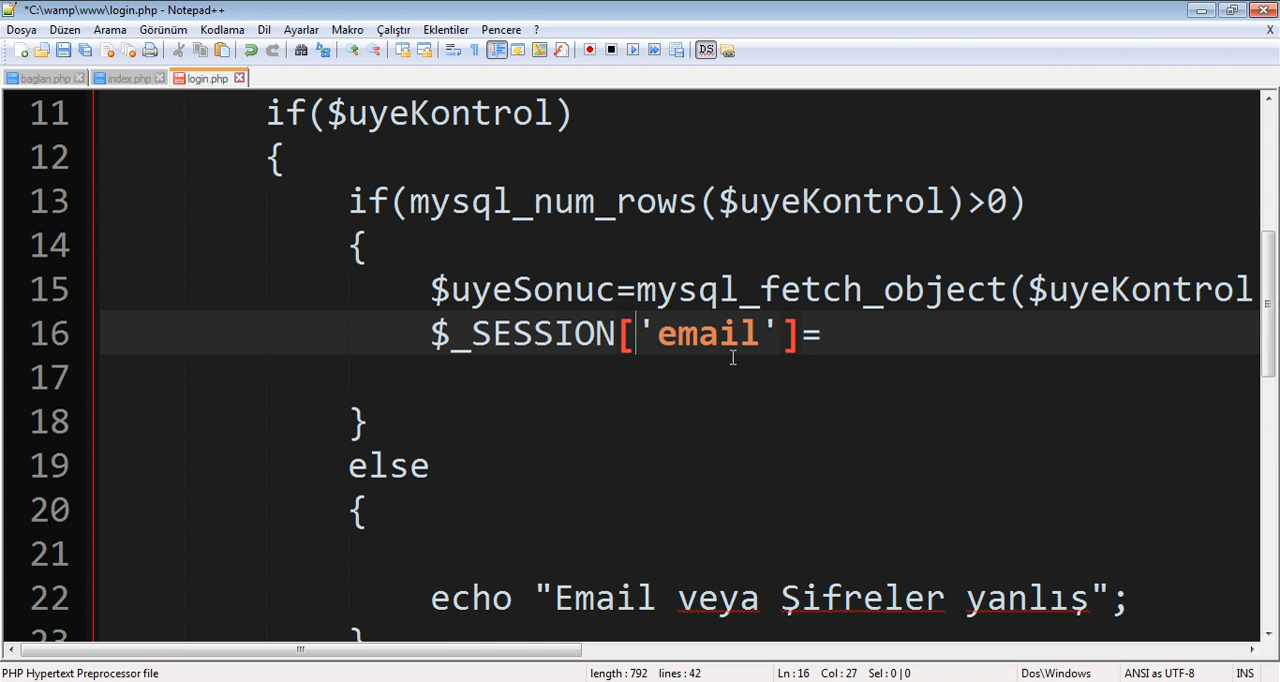 *C:\wamp\www\login.php - Notepad++
Dosya Düzen Arama Görünüm Kodlama Dil Ayarlar Makro Çalıştır Eklentiler Pencere ? X
baglan.php index.php login.php
11 if($uyeKontrol)
12 {
13 if(mysql_num_rows($uyeKontrol)>0)
14 {
15 $uyeSonuc=mysql_fetch_object($uyeKontrol
16 $_SESSION['email']=
17
18 }
19 else
20 {
21
22 echo "Email veya Şifreler yanlış";
23 }
PHP Hypertext Preprocessor file length : 792 lines : 42 Ln : 16 Col : 27 Sel : 0 | 0 Dos\Windows ANSI as UTF-8 INS